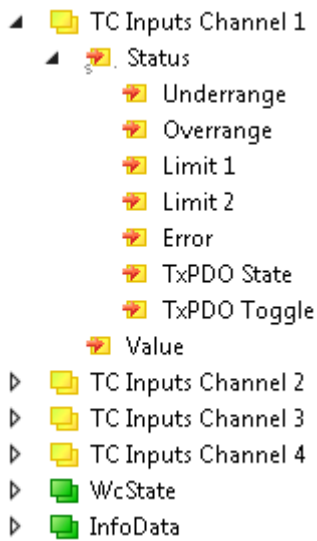 TC Inputs Channel 1
Status
Underrange
Overrange
Limit 1
Limit 2
Error
TxPDO State
TxPDO Toggle
Value
TC Inputs Channel 2
TC Inputs Channel 3
TC Inputs Channel 4
WcState
InfoData